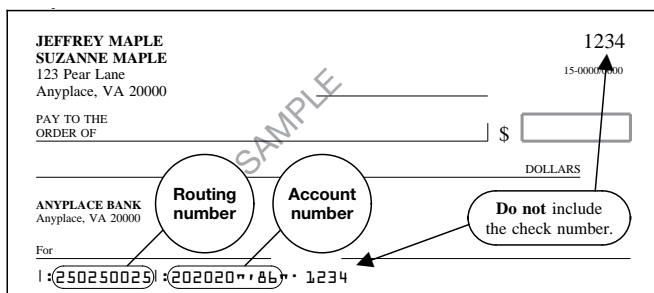 JEFFREY MAPLE
SUZANNE MAPLE
123 Pear Lane
Anyplace, VA 20000
1234
15-0000/0000
SAMPLE
PAY TO THE
ORDER OF
$
DOLLARS
ANYPLACE BANK
Anyplace, VA 20000
Routing
number
Account
number
Do not include
the check number.
For
|:250250025|:202020"'86"• 1234